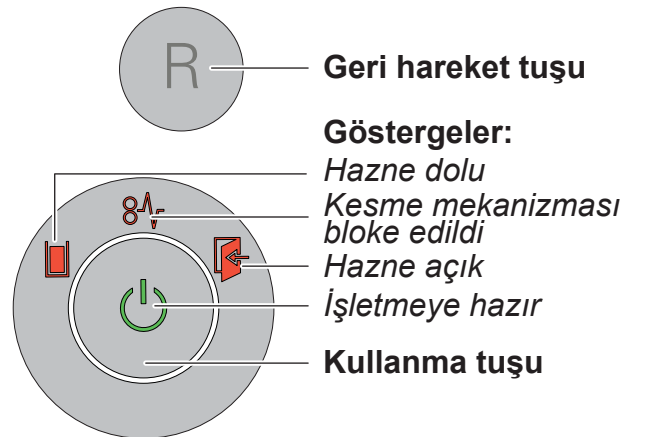 R
Geri hareket tuşu
Göstergeler:
Hazne dolu
Kesme mekanizması
bloke edildi
Hazne açık
İşletmeye hazır
Kullanma tuşu